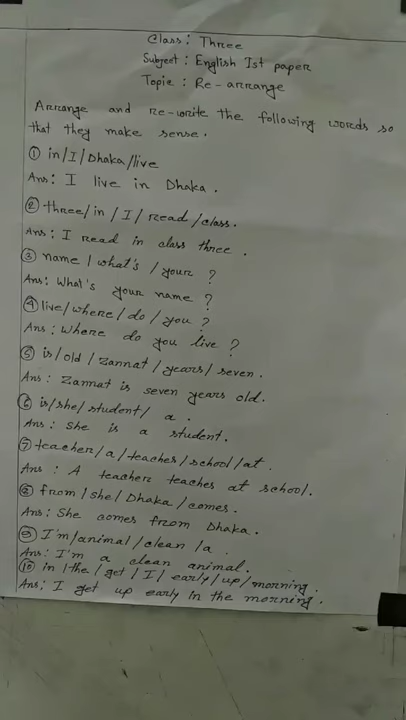 Class: Three
Subject: English Ist paper
Topic: Re-arrange
Arrange and re-write the following words so
that they make sense.
① in/I/Dhaka/live
Ans: I live in Dhaka.
② three/in/I/read/class.
Ans: I read in class three.
③ name/what's/your?
Ans: What's your name?
④ live/where/do/you?
Ans: Where do you live?
⑤ is/old/Zannat/years/seven.
Ans: Zannat is seven years old.
⑥ is/she/student/a.
Ans: She is a student.
⑦ teacher/a/teaches/school/at.
Ans: A teacher teaches at school.
⑧ from/she/Dhaka/comes.
Ans: She comes from Dhaka.
⑨ I'm/animal/clean/a.
Ans: I'm a clean animal.
⑩ in/the/get/I/early/up/morning.
Ans: I get up early In the morning.